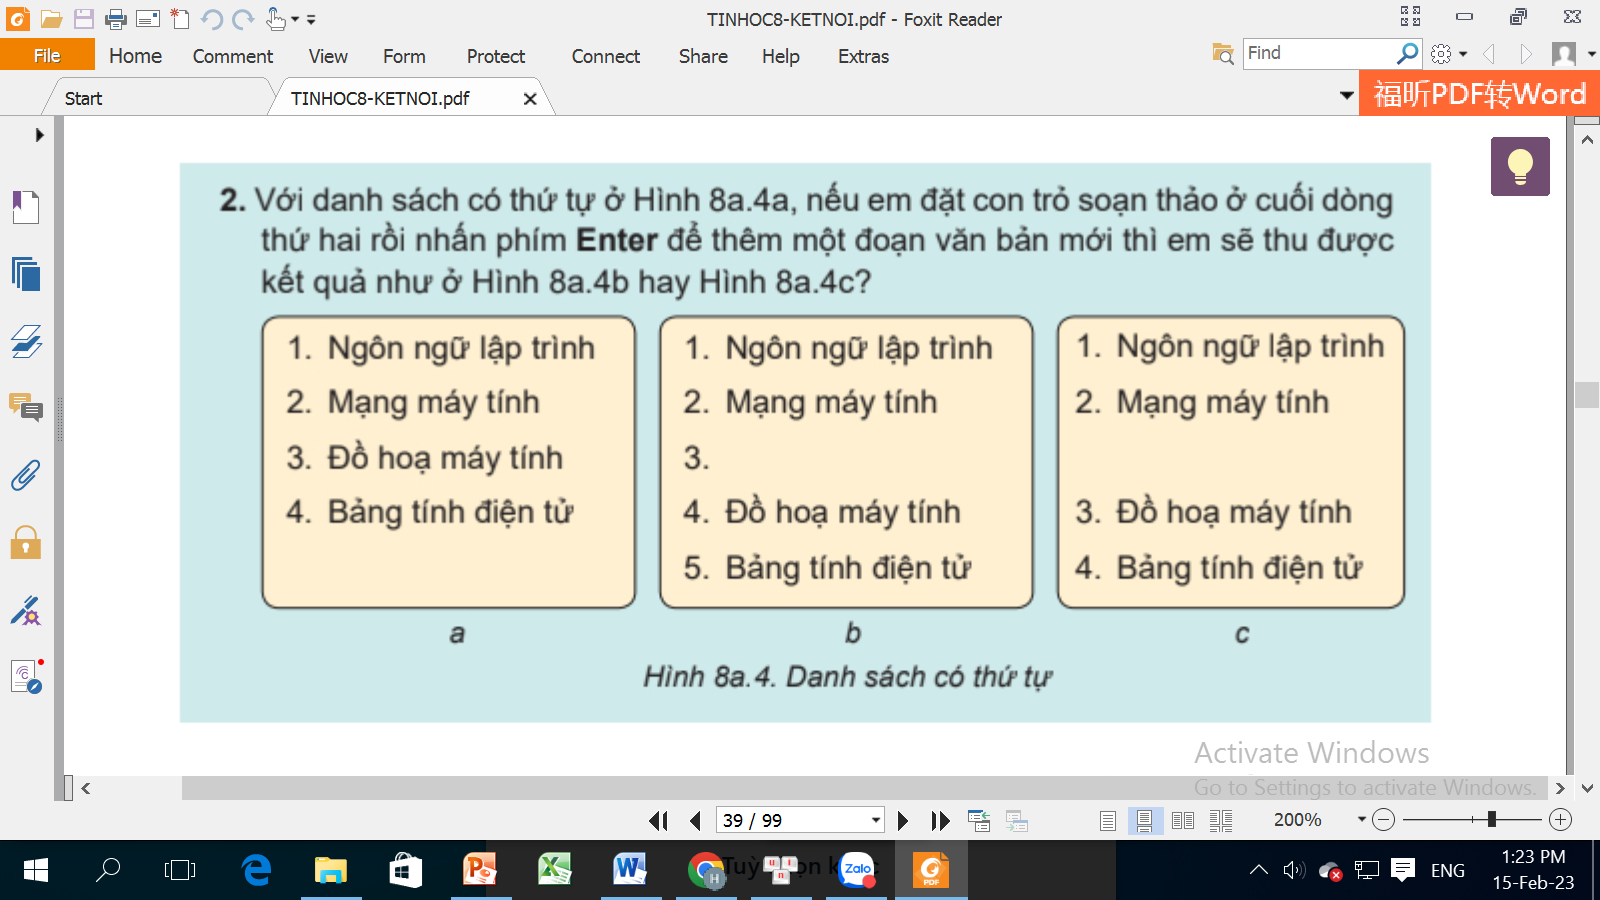 TINHOC8-KETNOI.pdf - Foxit Reader
File Home Comment View Form Protect Connect Share Help Extras
Find
Start
TINHOC8-KETNOI.pdf
福昕PDF转Word
2. Với danh sách có thứ tự ở Hình 8a.4a, nếu em đặt con trỏ soạn thảo ở cuối dòng
thứ hai rồi nhấn phím Enter để thêm một đoạn văn bản mới thì em sẽ thu được
kết quả như ở Hình 8a.4b hay Hình 8a.4c?
1. Ngôn ngữ lập trình
2. Mạng máy tính
3. Đồ hoạ máy tính
4. Bảng tính điện tử
a
1. Ngôn ngữ lập trình
2. Mạng máy tính
3.
4. Đồ hoạ máy tính
5. Bảng tính điện tử
b
1. Ngôn ngữ lập trình
2. Mạng máy tính
3. Đồ hoạ máy tính
4. Bảng tính điện tử
c
Hình 8a.4. Danh sách có thứ tự
Activate Windows
Go to Settings to activate Windows.
39 / 99
200%
Zalo
PDF
ENG
1:23 PM
15-Feb-23